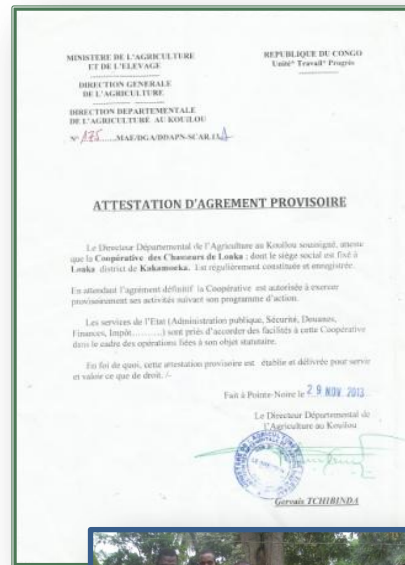 MINISTERE DE L'AGRICULTURE
ET DE L'ELEVAGE
DIRECTION GENERALE
DE L'AGRICULTURE
DIRECTION DEPARTEMENTALE
DE L'AGRICULTURE AU KOUILOU
N° 175 MAE/DGA/DDAPN-SCAR.13
REPUBLIQUE DU CONGO
Unité* Travail* Progrès
ATTESTATION D'AGREMENT PROVISOIRE
Le Directeur Départemental de l'Agriculture au Kouilou soussigné, atteste
que la Coopérative des Chasseurs de Loaka ; dont le siège social est fixé à
Loaka district de Kakamoeka. Est régulièrement constituée et enregistrée.
En attendant l'agrément définitif la Coopérative est autorisée à exercer
provisoirement ses activités suivant son programme d'action.
Les services de l'Etat (Administration publique, Sécurité, Douanes,
Finances, Impôt..........) sont priés d'accorder des facilités à cette Coopérative
dans le cadre des opérations liées à son objet statutaire.
En foi de quoi, cette attestation provisoire est établie et délivrée pour servir
et valoir ce que de droit. /-
Fait à Pointe-Noire le 29 NOV. 2013
Le Directeur Départemental de
l'Agriculture au Kouilou
Gervais TCHIBINDA